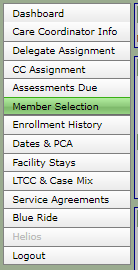 Dashboard
Care Coordinator Info
Delegate Assignment
CC Assignment
Assessments Due
Member Selection
Enrollment History
Dates & PCA
Facility Stays
LTCC & Case Mix
Service Agreements
Blue Ride
Helios
Logout